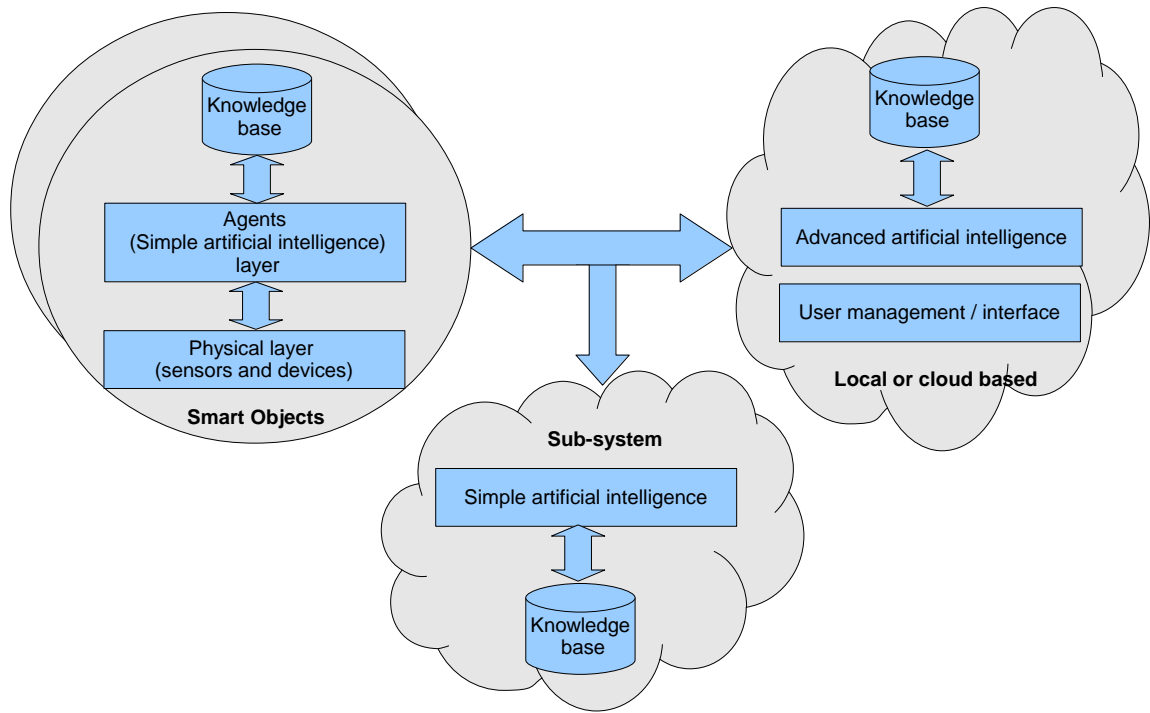 Knowledge
base
Agents
(Simple artificial intelligence)
layer
Physical layer
(sensors and devices)
Smart Objects
Knowledge
base
Advanced artificial intelligence
User management / interface
Local or cloud based
Sub-system
Simple artificial intelligence
Knowledge
base